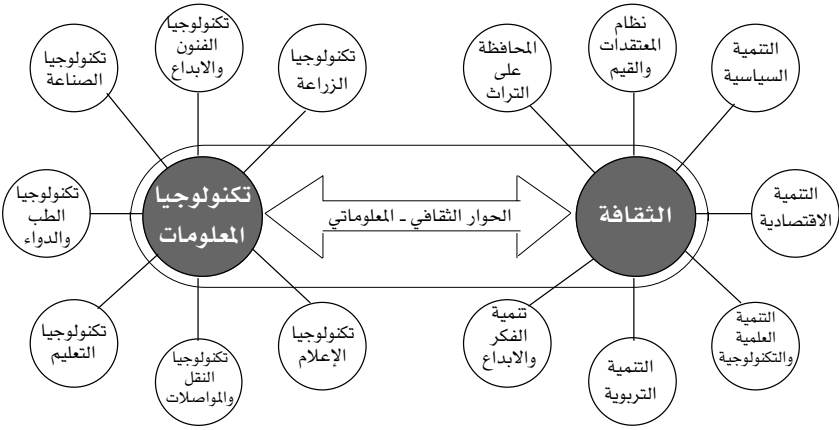 التنمية
السياسية
نظام
المعتقدات
والقيم
المحافظة
على
التراث
تكنولوجيا
الزراعة
تكنولوجيا
الفنون
والابداع
تكنولوجيا
الصناعة
التنمية
الاقتصادية
الثقافة
الحوار الثقافي ـ المعلوماتي
تكنولوجيا
المعلومات
تكنولوجيا
الطب
والدواء
التنمية
العلمية
والتكنولوجية
التنمية
التربوية
تنمية
الفكر
والابداع
تكنولوجيا
الإعلام
تكنولوجيا
النقل
والمواصلات
تكنولوجيا
التعليم